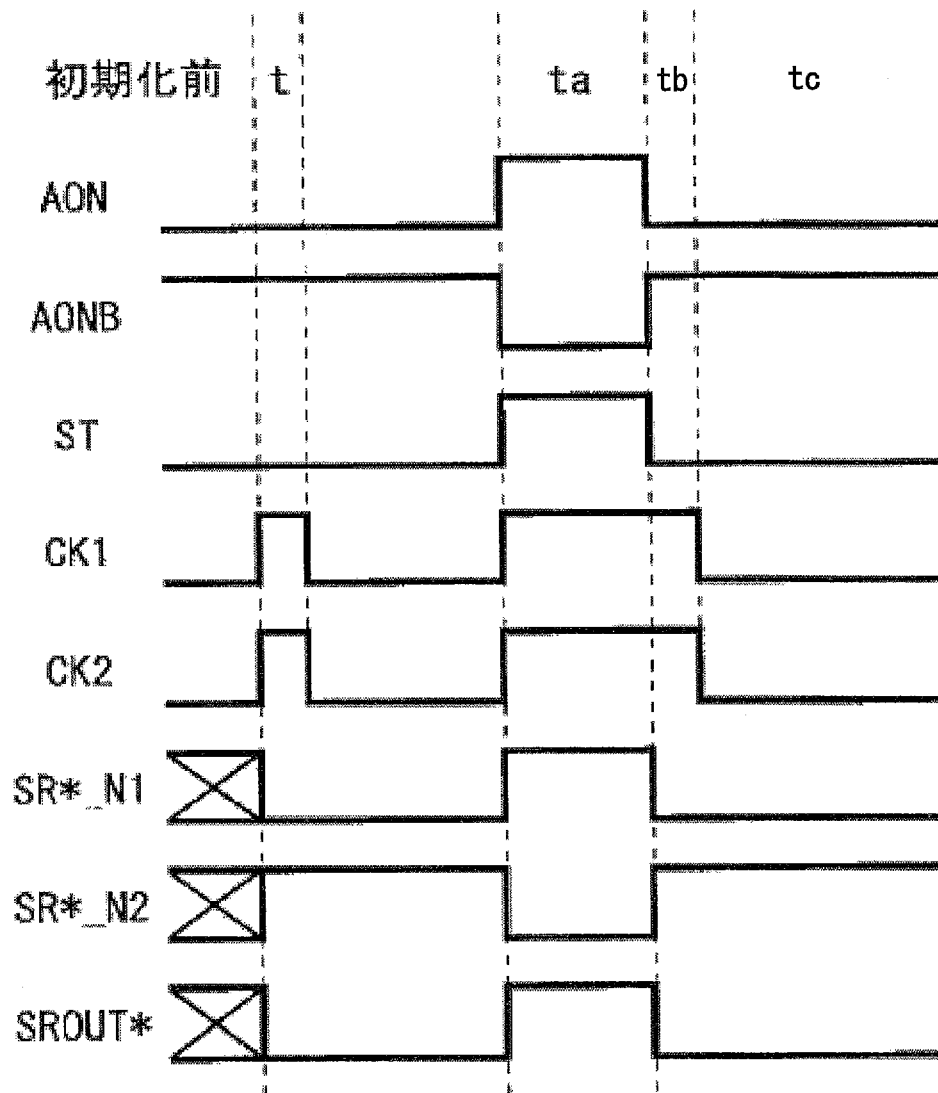 初期化前 t ta tb tc
AON
AONB
ST
CK1
CK2
SR*_N1
SR*_N2
SROUT*